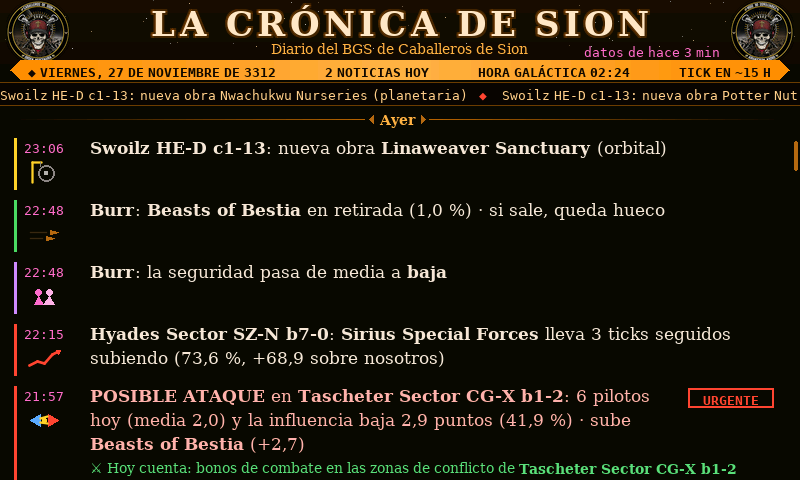 LA CRÓNICA DE SION
Diario del BGS de Caballeros de Sion
datos de hace 3 min
◆ VIERNES, 27 DE NOVIEMBRE DE 3312 2 NOTICIAS HOY HORA GALÁCTICA 02:24 TICK EN ~15 H
Swoilz HE-D c1-13: nueva obra Nwachukwu Nurseries (planetaria) ◆ Swoilz HE-D c1-13: nueva obra Potter Nut
Ayer
23:06 Swoilz HE-D c1-13: nueva obra Linaweaver Sanctuary (orbital)
22:48 Burr: Beasts of Bestia en retirada (1,0 %) · si sale, queda hueco
22:48 Burr: la seguridad pasa de media a baja
22:15 Hyades Sector SZ-N b7-0: Sirius Special Forces lleva 3 ticks seguidos
subiendo (73,6 %, +68,9 sobre nosotros)
21:57 POSIBLE ATAQUE en Tascheter Sector CG-X b1-2: 6 pilotos URGENTE
hoy (media 2,0) y la influencia baja 2,9 puntos (41,9 %) · sube
Beasts of Bestia (+2,7)
⚔ Hoy cuenta: bonos de combate en las zonas de conflicto de Tascheter Sector CG-X b1-2